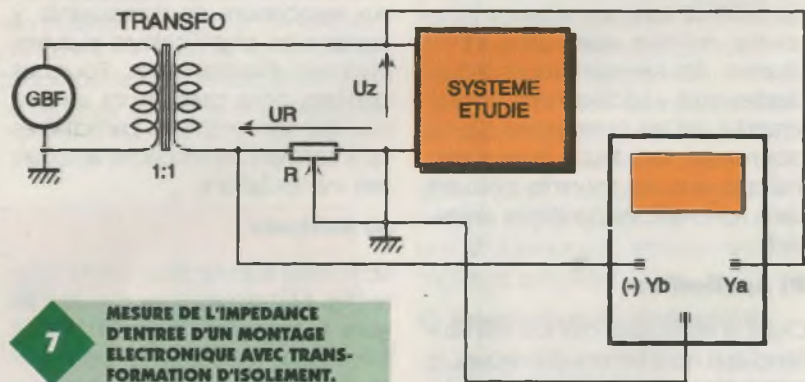 TRANSFO
GBF
1:1
UR
R
Uz
SYSTEME
ETUDIE
(-) Yb
Ya
7
MESURE DE L'IMPEDANCE
D'ENTREE D'UN MONTAGE
ELECTRONIQUE AVEC TRANS-
FORMATION D'ISOLEMENT.